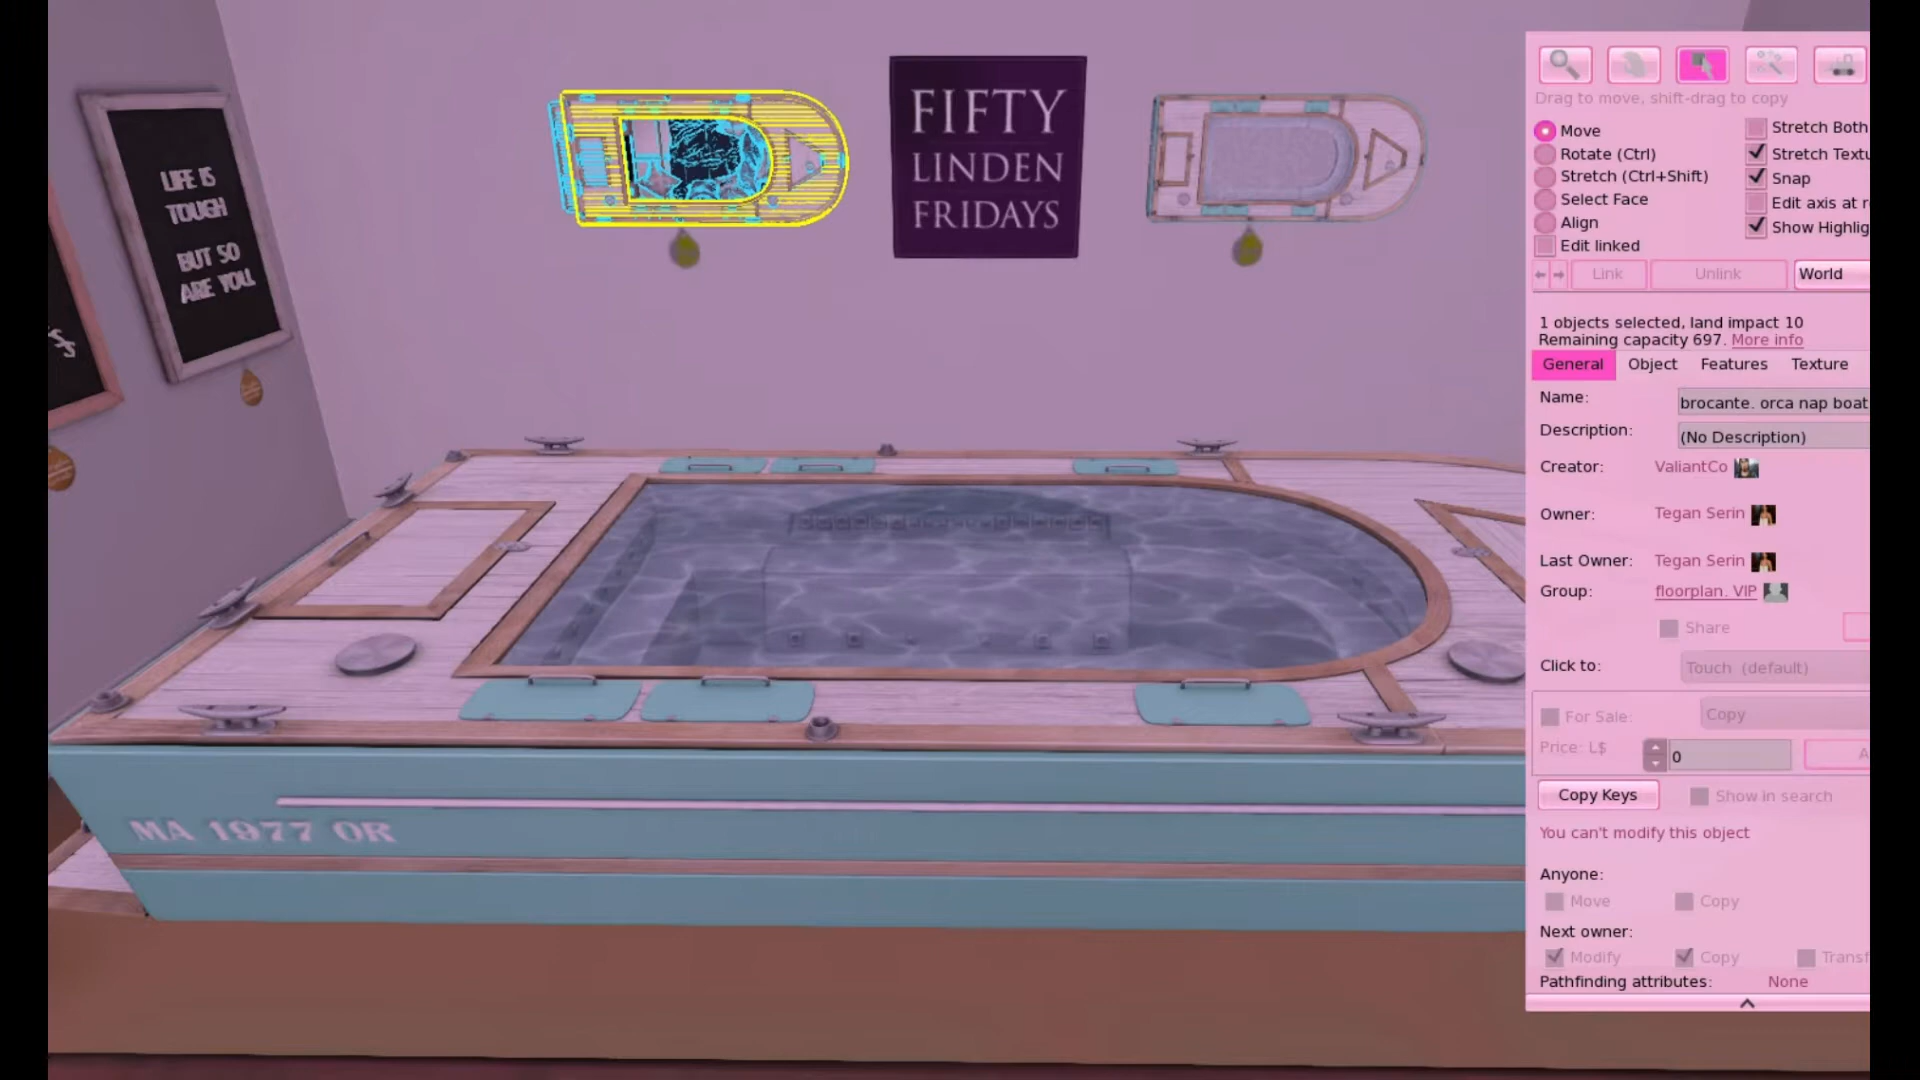 LIFE IS
TOUGH
BUT SO
ARE YOU.
FIFTY
LINDEN
FRIDAYS
MA 1977 OR
Drag to move, shift-drag to copy
Move
Rotate (Ctrl)
Stretch (Ctrl+Shift)
Select Face
Align
Edit linked
Stretch Both
Stretch Textu
Snap
Edit axis at r
Show Highlig
Link Unlink World
1 objects selected, land impact 10
Remaining capacity 697. More info
General Object Features Texture
Name: brocante. orca nap boat
Description: (No Description)
Creator: ValiantCo
Owner: Tegan Serin
Last Owner: Tegan Serin
Group: floorplan. VIP
Share
Click to: Touch (default)
For Sale: Copy
Price: L$ 0 A
Copy Keys Show in search
You can't modify this object
Anyone:
Move Copy
Next owner:
Modify Copy Transf
Pathfinding attributes: None